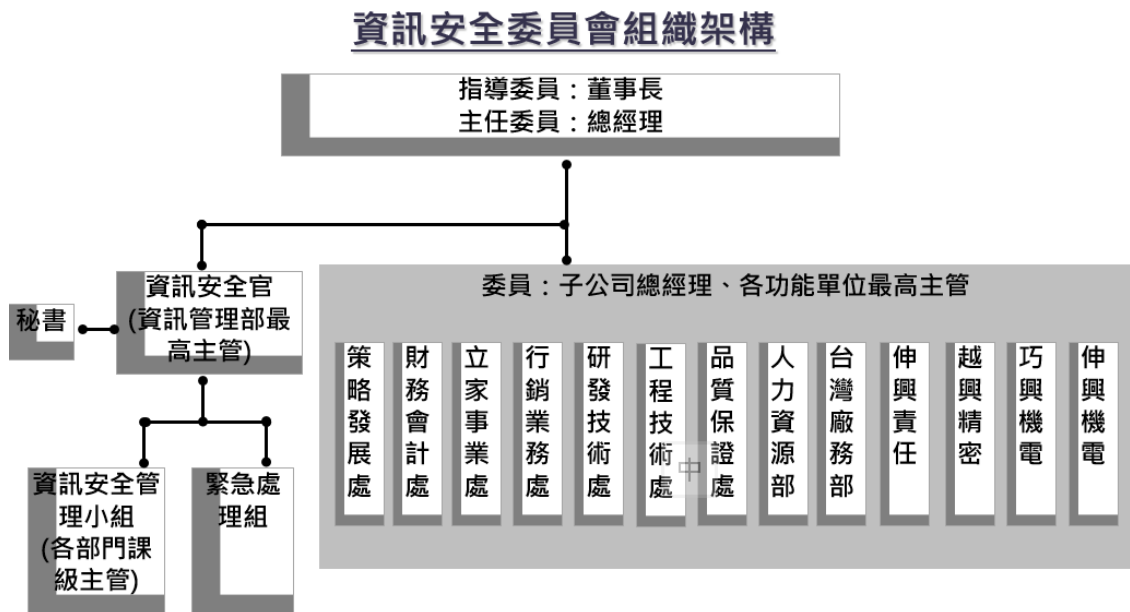 資訊安全委員會組織架構
指導委員：董事長
主任委員：總經理
資訊安全官
(資訊管理部最
高主管)
秘書
委員：子公司總經理、各功能單位最高主管
策略發展處
財務會計處
立家事業處
行銷業務處
研發技術處
工程技術處
品質保證處
人力資源部
台灣廠務部
伸興責任
越興精密
巧興機電
伸興機電
中
資訊安全管
理小組
(各部門課
級主管)
緊急處
理組